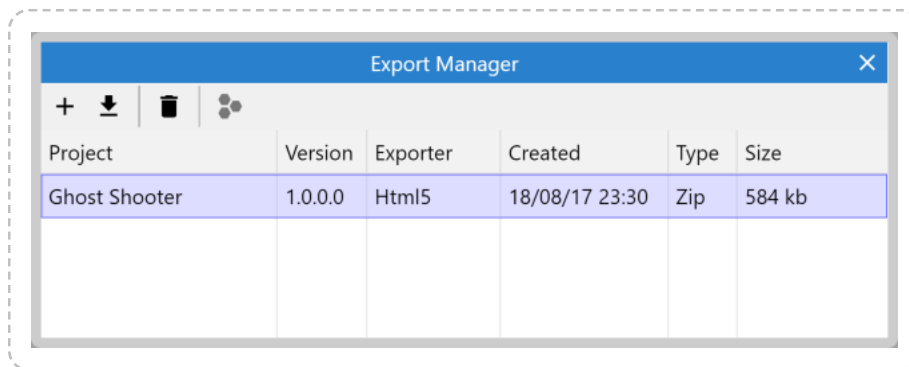 Export Manager
Project Version Exporter Created Type Size
Ghost Shooter 1.0.0.0 Html5 18/08/17 23:30 Zip 584 kb